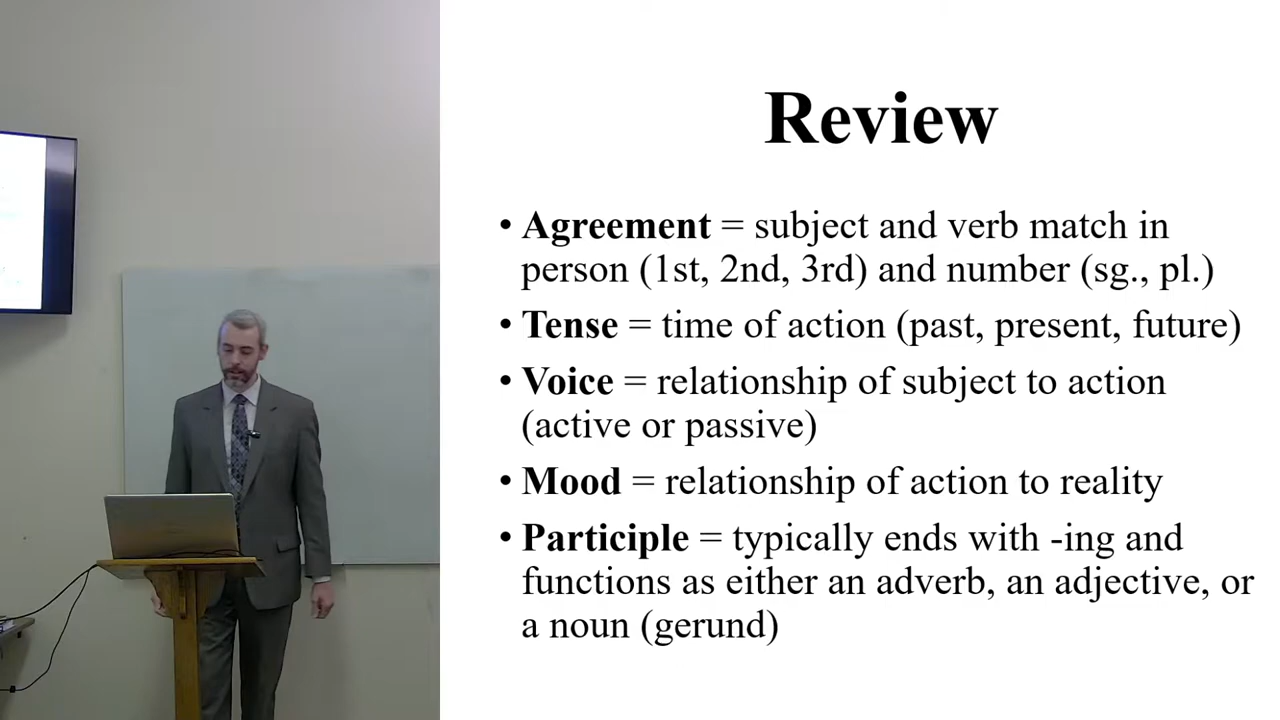 Review
• Agreement = subject and verb match in
person (1st, 2nd, 3rd) and number (sg., pl.)
• Tense = time of action (past, present, future)
• Voice = relationship of subject to action
(active or passive)
• Mood = relationship of action to reality
• Participle = typically ends with -ing and
functions as either an adverb, an adjective, or
a noun (gerund)